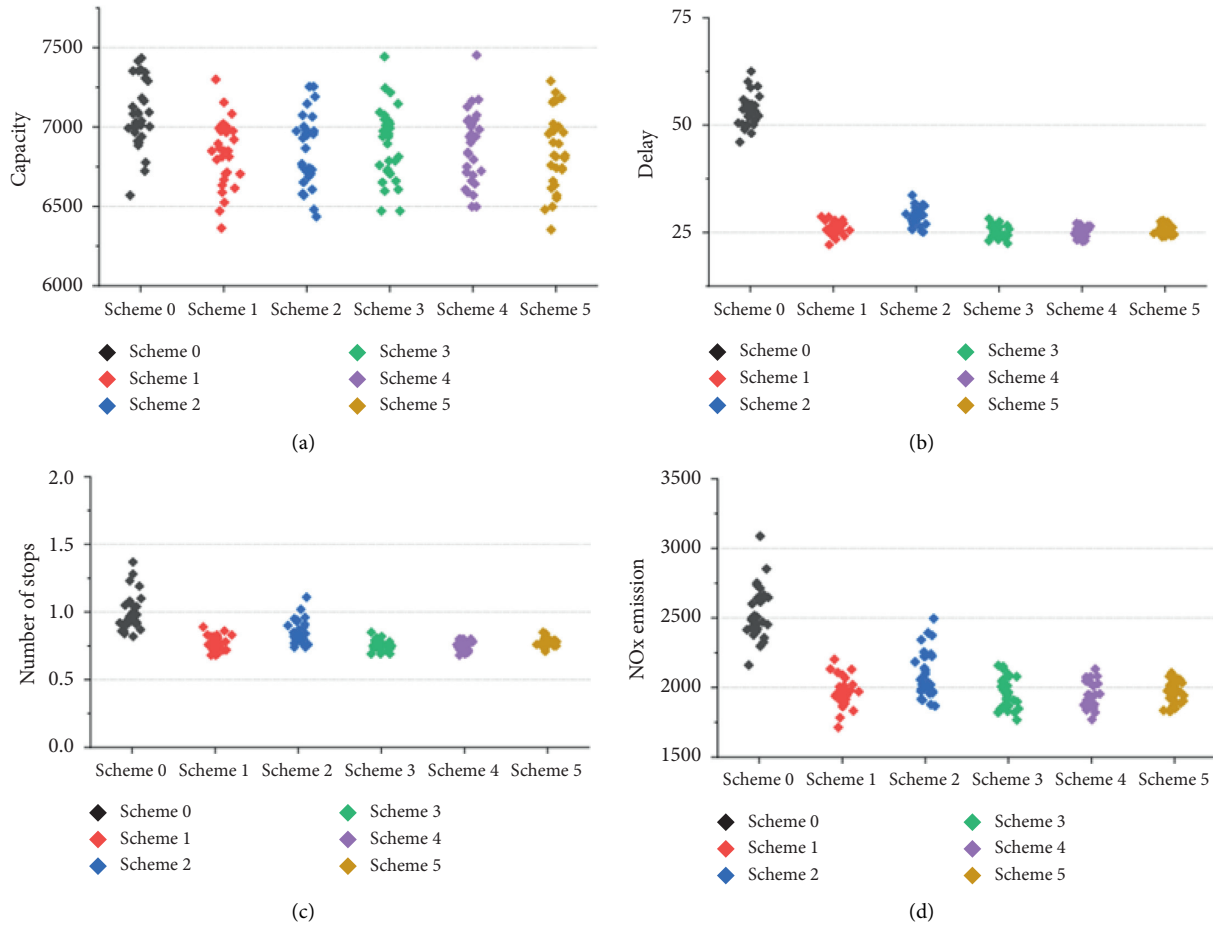 7500
7000
6500
6000
Capacity
Scheme 0 Scheme 1 Scheme 2 Scheme 3 Scheme 4 Scheme 5
Scheme 0
Scheme 1
Scheme 2
Scheme 3
Scheme 4
Scheme 5
(a)
75
50
25
Delay
Scheme 0 Scheme 1 Scheme 2 Scheme 3 Scheme 4 Scheme 5
Scheme 0
Scheme 1
Scheme 2
Scheme 3
Scheme 4
Scheme 5
(b)
2.0
1.5
1.0
0.5
0.0
Number of stops
Scheme 0 Scheme 1 Scheme 2 Scheme 3 Scheme 4 Scheme 5
Scheme 0
Scheme 1
Scheme 2
Scheme 3
Scheme 4
Scheme 5
(c)
3500
3000
2500
2000
1500
NOx emission
Scheme 0 Scheme 1 Scheme 2 Scheme 3 Scheme 4 Scheme 5
Scheme 0
Scheme 1
Scheme 2
Scheme 3
Scheme 4
Scheme 5
(d)